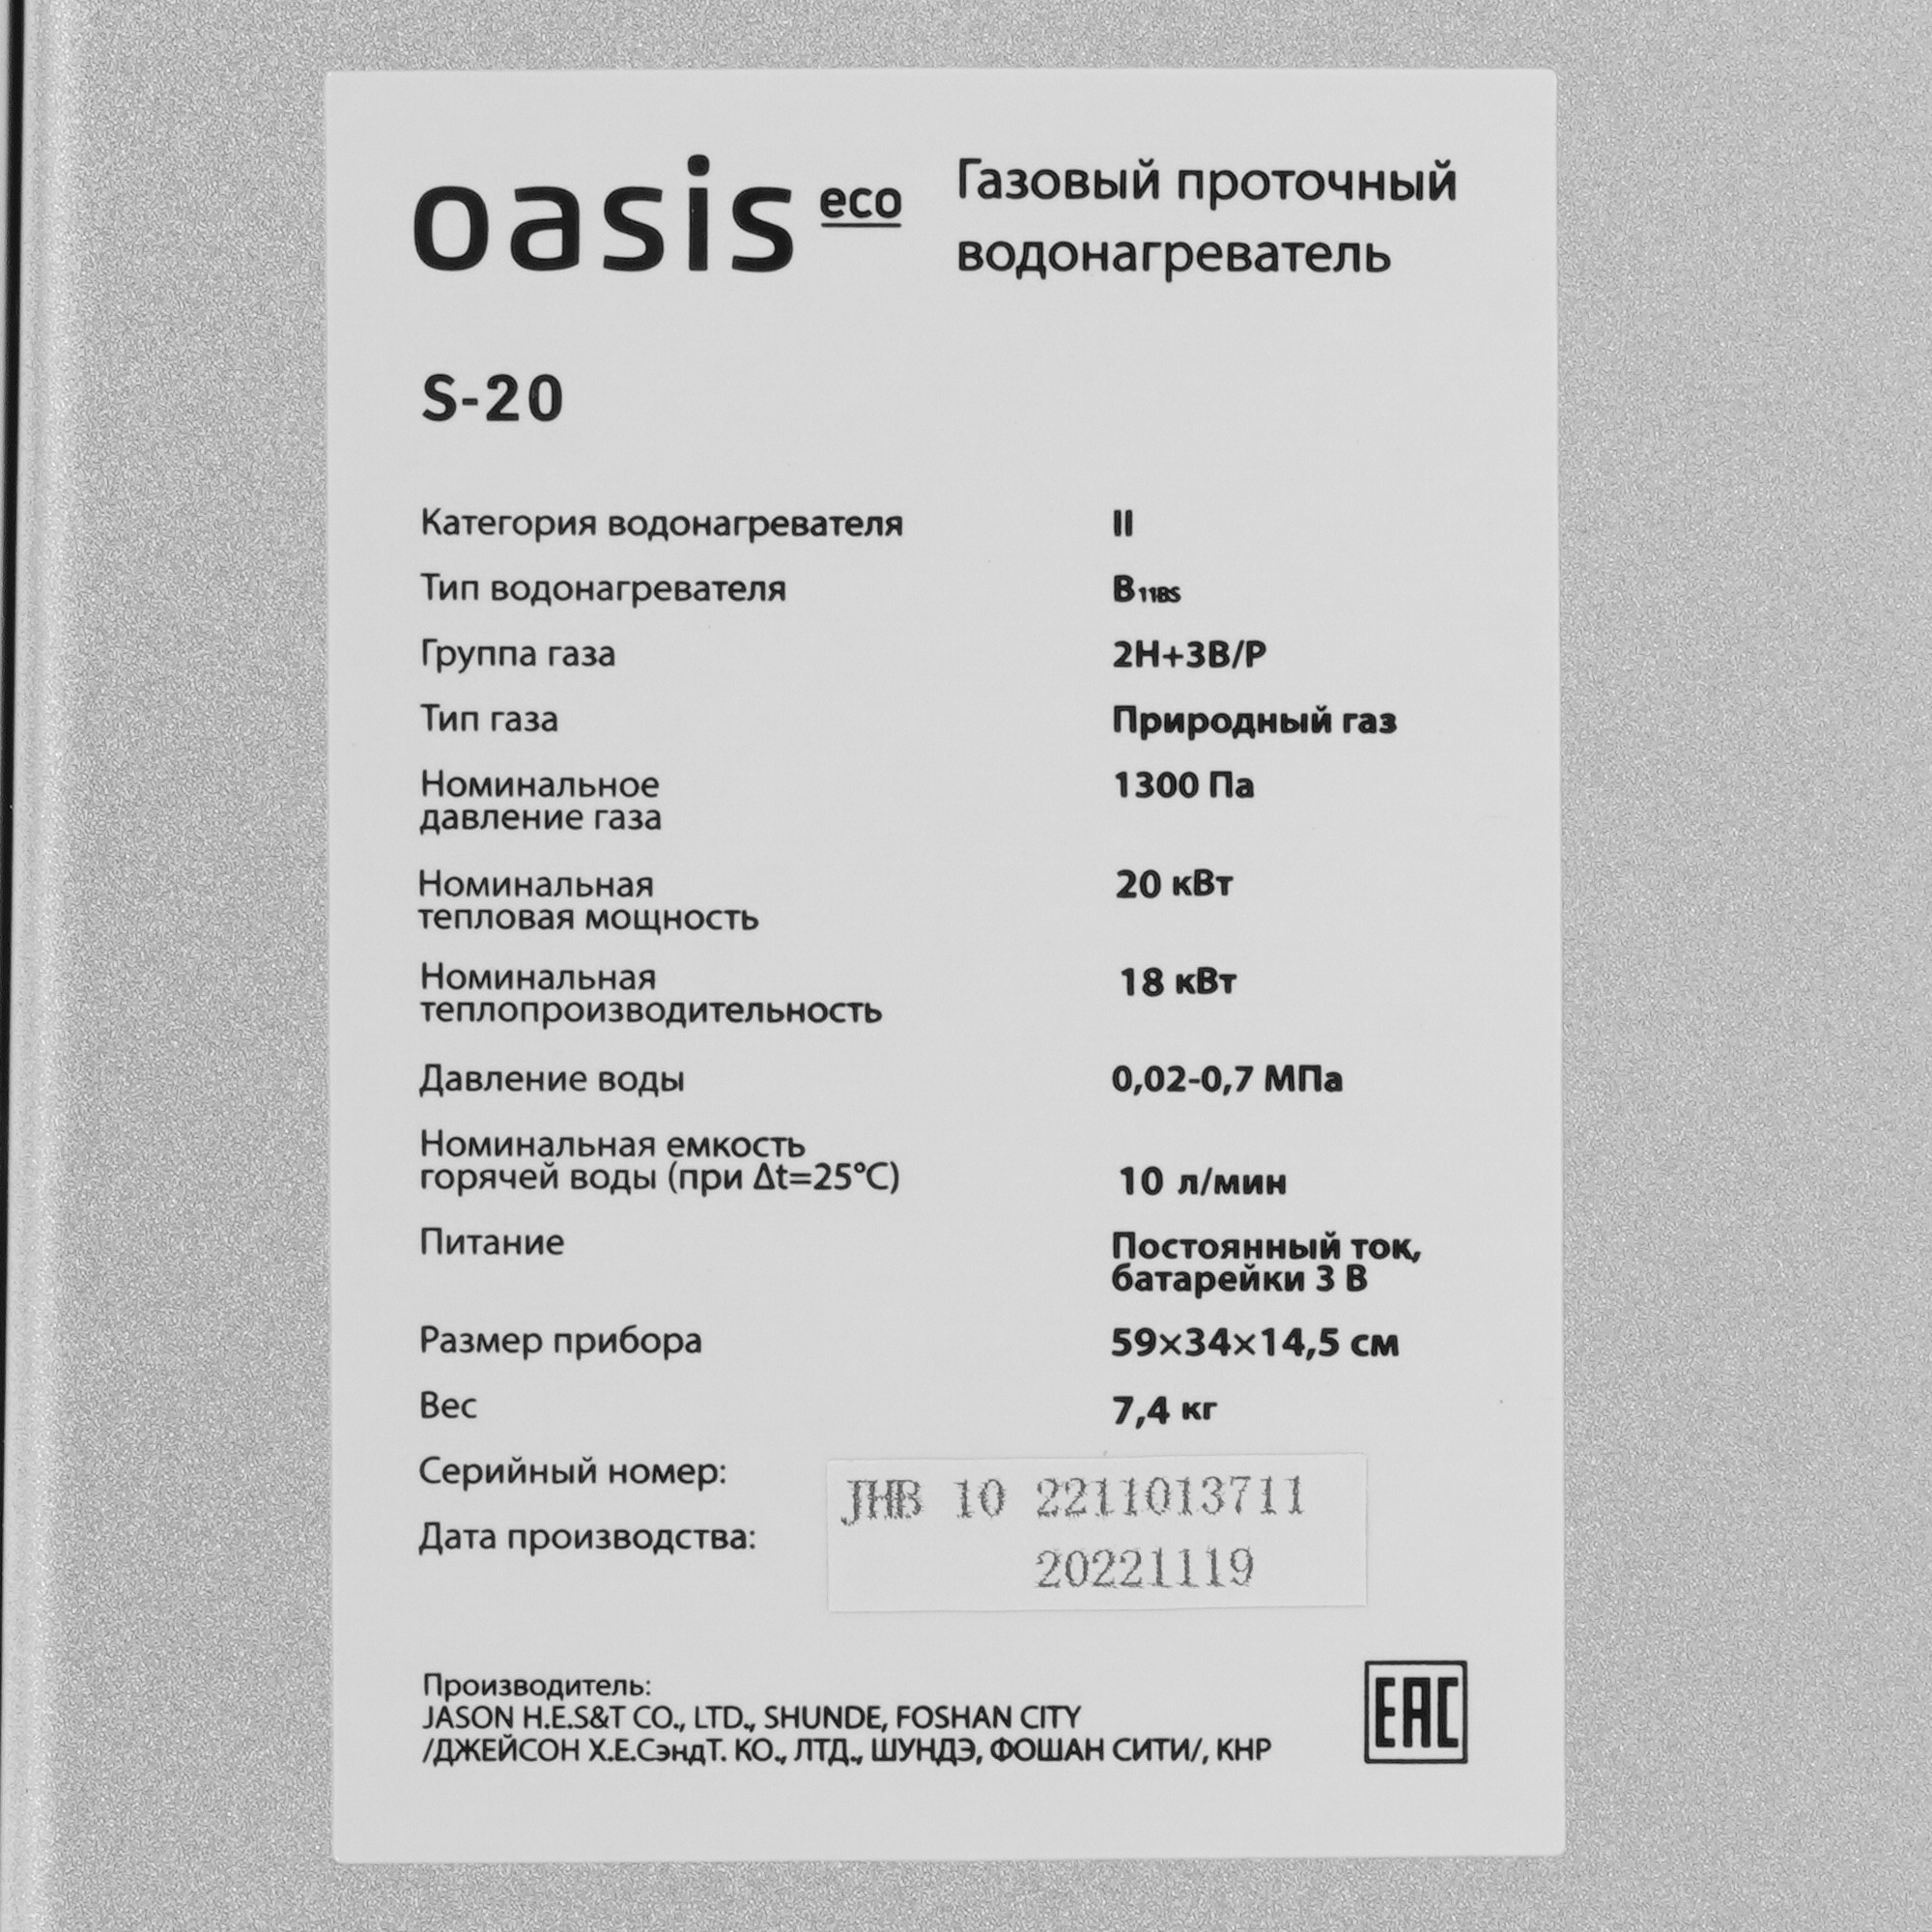 oasis eco
Газовый проточный
водонагреватель
S-20
Категория водонагревателя II
Тип водонагревателя B11BS
Группа газа 2H+3B/P
Тип газа Природный газ
Номинальное
давление газа 1300 Па
Номинальная
тепловая мощность 20 кВт
Номинальная
теплопроизводительность 18 кВт
Давление воды 0,02-0,7 МПа
Номинальная емкость
горячей воды (при Δt=25°C) 10 л/мин
Питание Постоянный ток,
батарейки 3 В
Размер прибора 59×34×14,5 см
Вес 7,4 кг
Серийный номер: JHB 10 2211013711
Дата производства: 20221119
Производитель:
JASON H.E.S&T CO., LTD., SHUNDE, FOSHAN CITY
/ДЖЕЙСОН Х.Е.СэндТ. КО., ЛТД., ШУНДЭ, ФОШАН СИТИ/, КНР
EAC